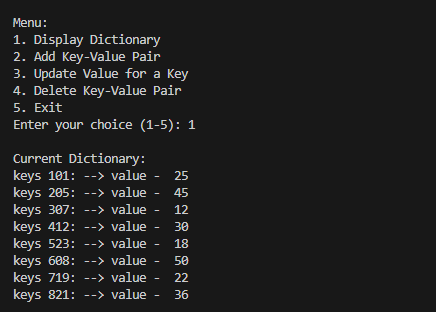 Menu:
1. Display Dictionary
2. Add Key-Value Pair
3. Update Value for a Key
4. Delete Key-Value Pair
5. Exit
Enter your choice (1-5): 1
Current Dictionary:
keys 101: --> value -  25
keys 205: --> value -  45
keys 307: --> value -  12
keys 412: --> value -  30
keys 523: --> value -  18
keys 608: --> value -  50
keys 719: --> value -  22
keys 821: --> value -  36